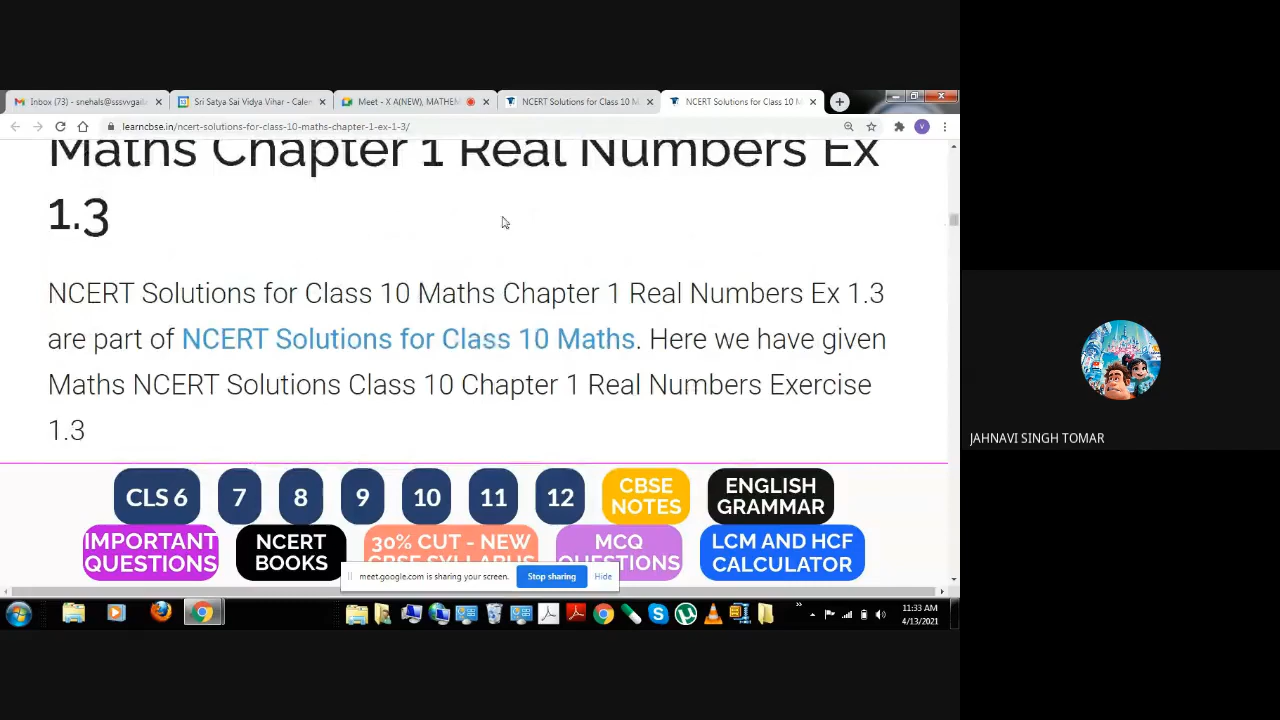 Inbox (73) - snehals@sssvvgail
Sri Satya Sai Vidya Vihar - Cale
Meet - X A(NEW), MATHEM
NCERT Solutions for Class 10 M
NCERT Solutions for Class 10 M
learncbse.in/ncert-solutions-for-class-10-maths-chapter-1-ex-1-3/
Maths Chapter 1 Real Numbers Ex
1.3
NCERT Solutions for Class 10 Maths Chapter 1 Real Numbers Ex 1.3
are part of NCERT Solutions for Class 10 Maths. Here we have given
Maths NCERT Solutions Class 10 Chapter 1 Real Numbers Exercise
1.3
CLS 6 7 8 9 10 11 12 CBSE NOTES ENGLISH GRAMMAR
IMPORTANT QUESTIONS NCERT BOOKS 30% CUT - NEW CBSE SYLLABUS MCQ QUESTIONS LCM AND HCF CALCULATOR
meet.google.com is sharing your screen. Stop sharing Hide
11:33 AM
4/13/2021
JAHNAVI SINGH TOMAR